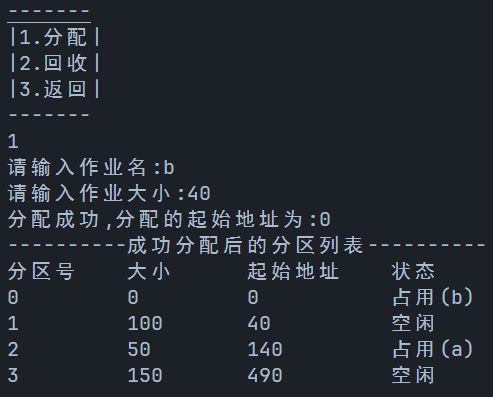 -------
|1.分配|
|2.回收|
|3.返回|
-------
1
请输入作业名:b
请输入作业大小:40
分配成功,分配的起始地址为:0
----------成功分配后的分区列表----------
分区号 大小 起始地址 状态
0 0 0 占用(b)
1 100 40 空闲
2 50 140 占用(a)
3 150 490 空闲